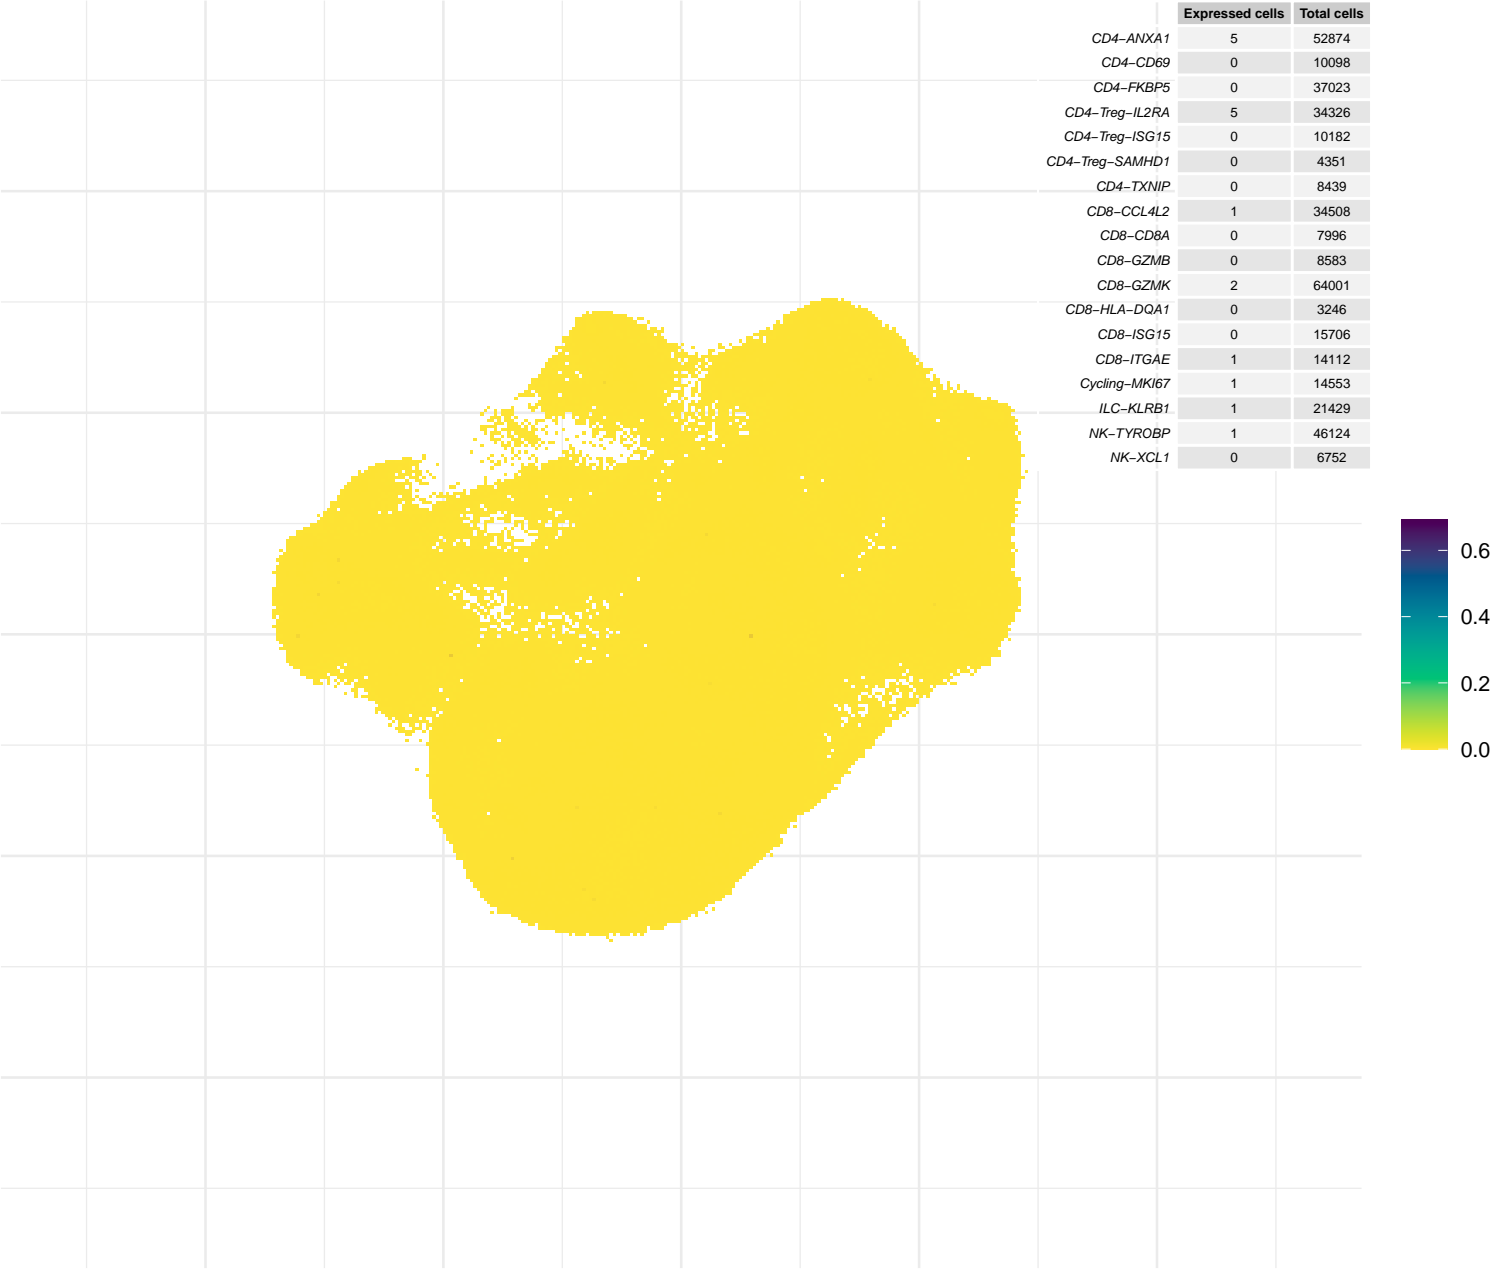 Expressed cells Total cells
CD4−ANXA1 5 52874
CD4−CD69 0 10098
CD4−FKBP5 0 37023
CD4−Treg−IL2RA 5 34326
CD4−Treg−ISG15 0 10182
CD4−Treg−SAMHD1 0 4351
CD4−TXNIP 0 8439
CD8−CCL4L2 1 34508
CD8−CD8A 0 7996
CD8−GZMB 0 8583
CD8−GZMK 2 64001
CD8−HLA−DQA1 0 3246
CD8−ISG15 0 15706
CD8−ITGAE 1 14112
Cycling−MKI67 1 14553
ILC−KLRB1 1 21429
NK−TYROBP 1 46124
NK−XCL1 0 6752
0.6
0.4
0.2
0.0